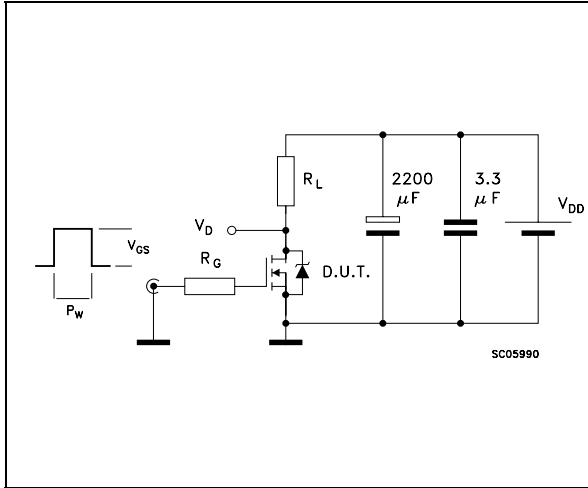 R_L
2200
μF
3.3
μF
V_DD
V_D
V_GS
R_G
D.U.T.
P_W
SC05990